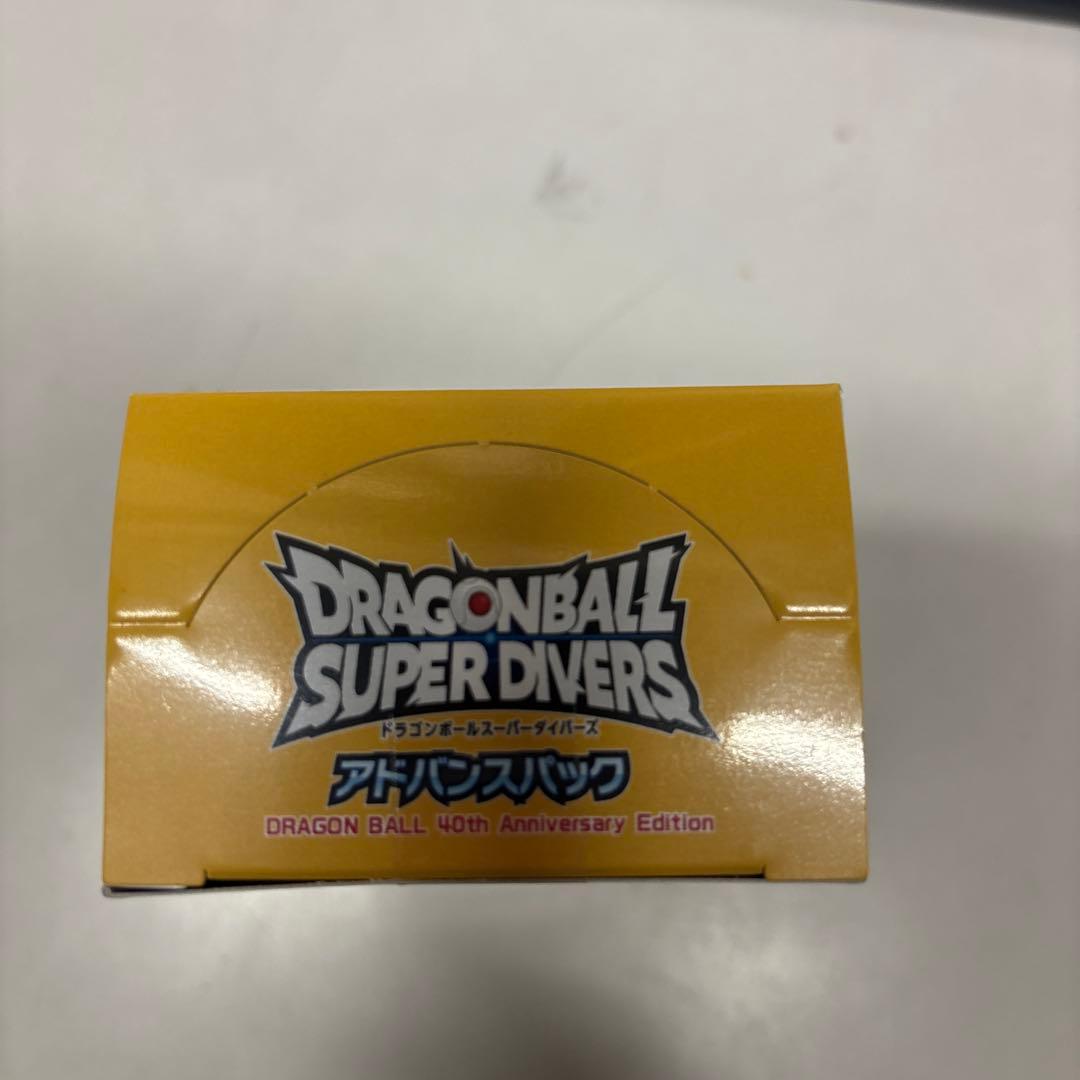 DRAGONBALL
SUPER DIVERS
ドラゴンボールスーパーダイバーズ
アドバンスパック
DRAGON BALL 40th Anniversary Edition